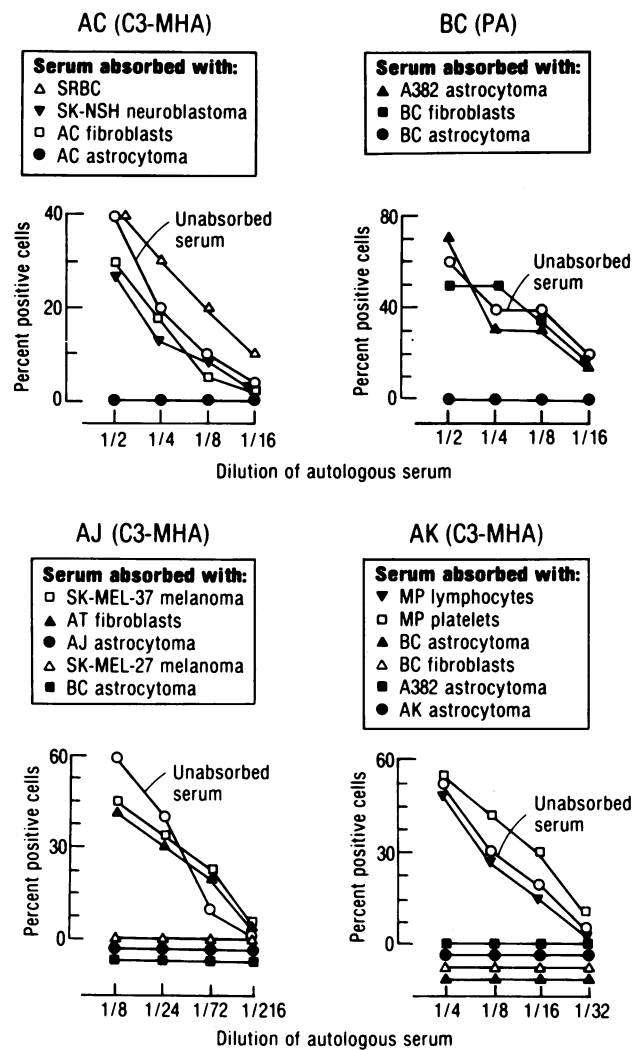 AC (C3-MHA)
Serum absorbed with:
SRBC
SK-NSH neuroblastoma
AC fibroblasts
AC astrocytoma
Percent positive cells
40
20
0
Unabsorbed
serum
1/2 1/4 1/8 1/16
BC (PA)
Serum absorbed with:
A382 astrocytoma
BC fibroblasts
BC astrocytoma
Percent positive cells
80
40
0
Unabsorbed
serum
1/2 1/4 1/8 1/16
Dilution of autologous serum
AJ (C3-MHA)
Serum absorbed with:
SK-MEL-37 melanoma
AT fibroblasts
AJ astrocytoma
SK-MEL-27 melanoma
BC astrocytoma
Percent positive cells
60
30
0
Unabsorbed
serum
1/8 1/24 1/72 1/216
AK (C3-MHA)
Serum absorbed with:
MP lymphocytes
MP platelets
BC astrocytoma
BC fibroblasts
A382 astrocytoma
AK astrocytoma
Percent positive cells
60
30
0
Unabsorbed
serum
1/4 1/8 1/16 1/32
Dilution of autologous serum